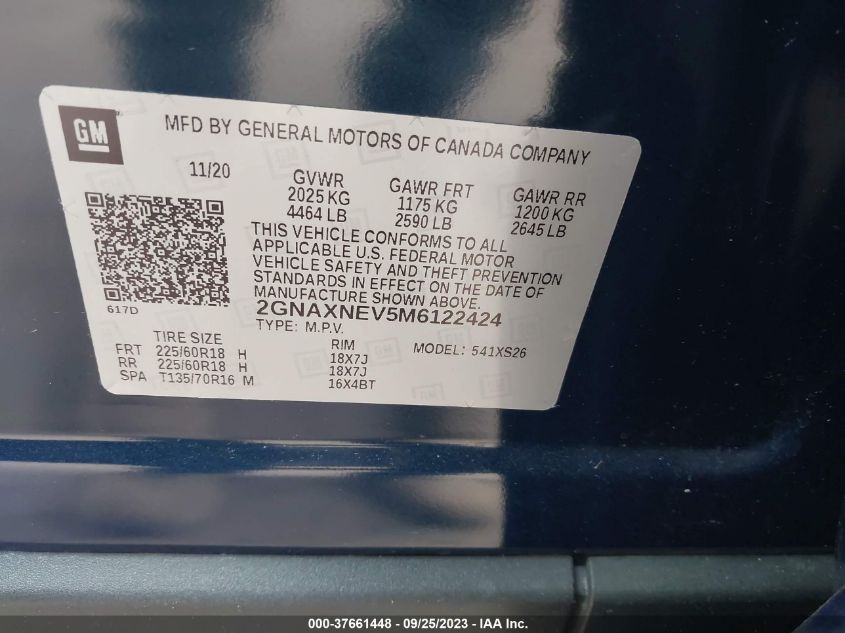 GM
MFD BY GENERAL MOTORS OF CANADA COMPANY
11/20
GVWR
2025 KG
4464 LB
GAWR FRT
1175 KG
2590 LB
GAWR RR
1200 KG
2645 LB
THIS VEHICLE CONFORMS TO ALL
APPLICABLE U.S. FEDERAL MOTOR
VEHICLE SAFETY AND THEFT PREVENTION
STANDARDS IN EFFECT ON THE DATE OF
MANUFACTURE SHOWN ABOVE.
617D
2GNAXNEV5M6122424
TYPE: M.P.V.
MODEL: 541XS26
TIRE SIZE
RIM
FRT 225/60R18 H 18X7J
RR 225/60R18 H 18X7J
SPA T135/70R16 M 16X4BT
000-37661448 - 09/25/2023 - IAA Inc.